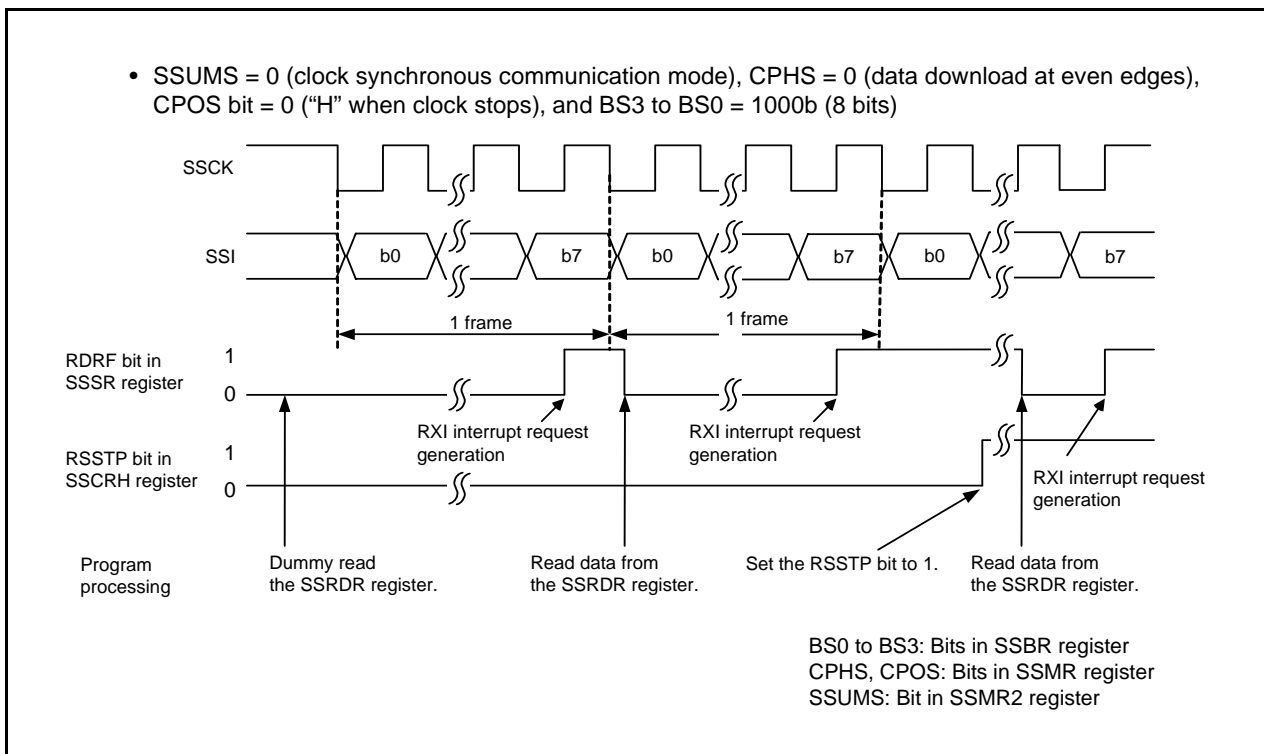 • SSUMS = 0 (clock synchronous communication mode), CPHS = 0 (data download at even edges),
CPOS bit = 0 (“H” when clock stops), and BS3 to BS0 = 1000b (8 bits)
SSCK
SSI
b0
b7
b0
b7
b0
b7
1 frame
1 frame
RDRF bit in
SSSR register
1
0
RXI interrupt request
generation
RXI interrupt request
generation
RXI interrupt request
generation
RSSTP bit in
SSCRH register
1
0
Program
processing
Dummy read
the SSRDR register.
Read data from
the SSRDR register.
Set the RSSTP bit to 1.
Read data from
the SSRDR register.
BS0 to BS3: Bits in SSBR register
CPHS, CPOS: Bits in SSMR register
SSUMS: Bit in SSMR2 register